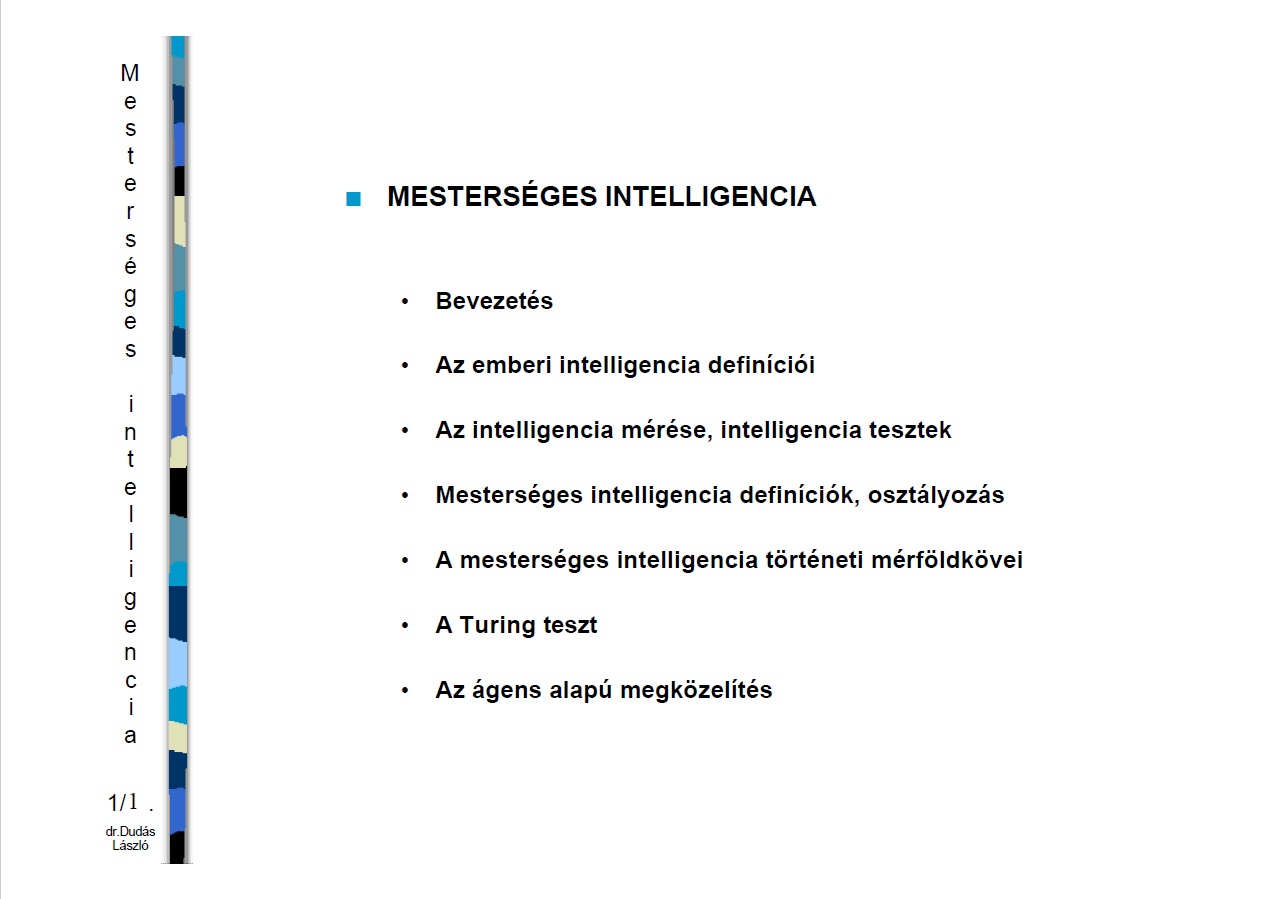 Mesterséges intelligencia
1/1 .
dr.Dudás
László
■ MESTERSÉGES INTELLIGENCIA
• Bevezetés
• Az emberi intelligencia definíciói
• Az intelligencia mérése, intelligencia tesztek
• Mesterséges intelligencia definíciók, osztályozás
• A mesterséges intelligencia történeti mérföldkövei
• A Turing teszt
• Az ágens alapú megközelítés